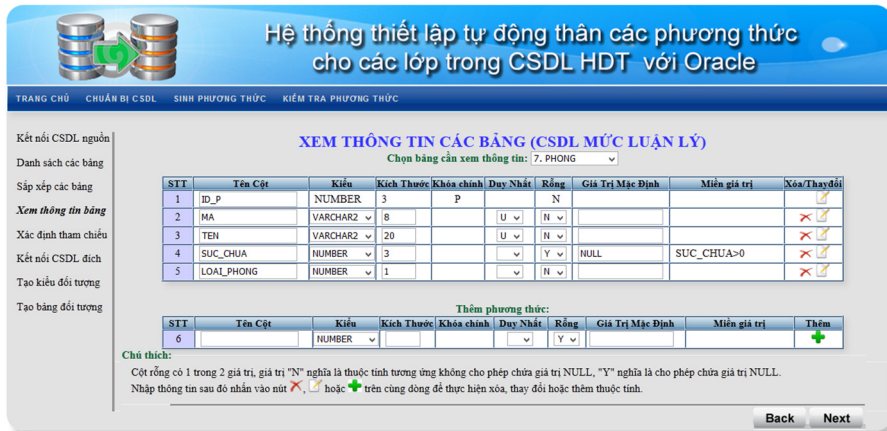 Hệ thống thiết lập tự động thân các phương thức
cho các lớp trong CSDL HDT với Oracle
TRANG CHỦ CHUẨN BỊ CSDL SINH PHƯƠNG THỨC KIỂM TRA PHƯƠNG THỨC
Kết nối CSDL nguồn
Danh sách các bảng
Sắp xếp các bảng
Xem thông tin bảng
Xác định tham chiếu
Kết nối CSDL đích
Tạo kiểu đối tượng
Tạo bảng đối tượng
XEM THÔNG TIN CÁC BẢNG (CSDL MỨC LUẬN LÝ)
Chọn bảng cần xem thông tin: 7. PHONG
STT Tên Cột Kiểu Kích Thước Khóa chính Duy Nhất Rỗng Giá Trị Mặc Định Miền giá trị Xóa/Thayđổi
1 ID_P NUMBER 3 P N
2 MA VARCHAR2 8 U N
3 TEN VARCHAR2 20 U N
4 SUC_CHUA NUMBER 3 Y NULL SUC_CHUA>0
5 LOAI_PHONG NUMBER 1 N
Thêm phương thức:
STT Tên Cột Kiểu Kích Thước Khóa chính Duy Nhất Rỗng Giá Trị Mặc Định Miền giá trị Thêm
6 NUMBER Y
Chú thích:
Cột rỗng có 1 trong 2 giá trị, giá trị "N" nghĩa là thuộc tính tương ứng không cho phép chứa giá trị NULL, "Y" nghĩa là cho phép chứa giá trị NULL.
Nhập thông tin sau đó nhấn vào nút , hoặc trên cùng dòng để thực hiện xóa, thay đổi hoặc thêm thuộc tính.
Back Next